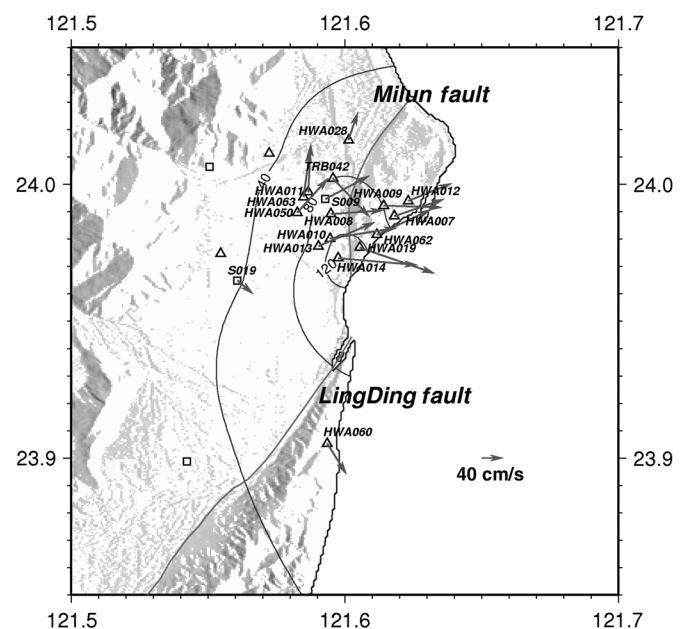 121.5 121.6 121.7
Milun fault
HWA028
TRB042
40
24.0 24.0
HWA011 HWA009 HWA012
HWA063 S009
80
HWA050 HWA008 HWA007
HWA010 HWA062
HWA013 HWA019
120 HWA014
S019
LingDing fault
HWA060
23.9 23.9
40 cm/s
121.5 121.6 121.7